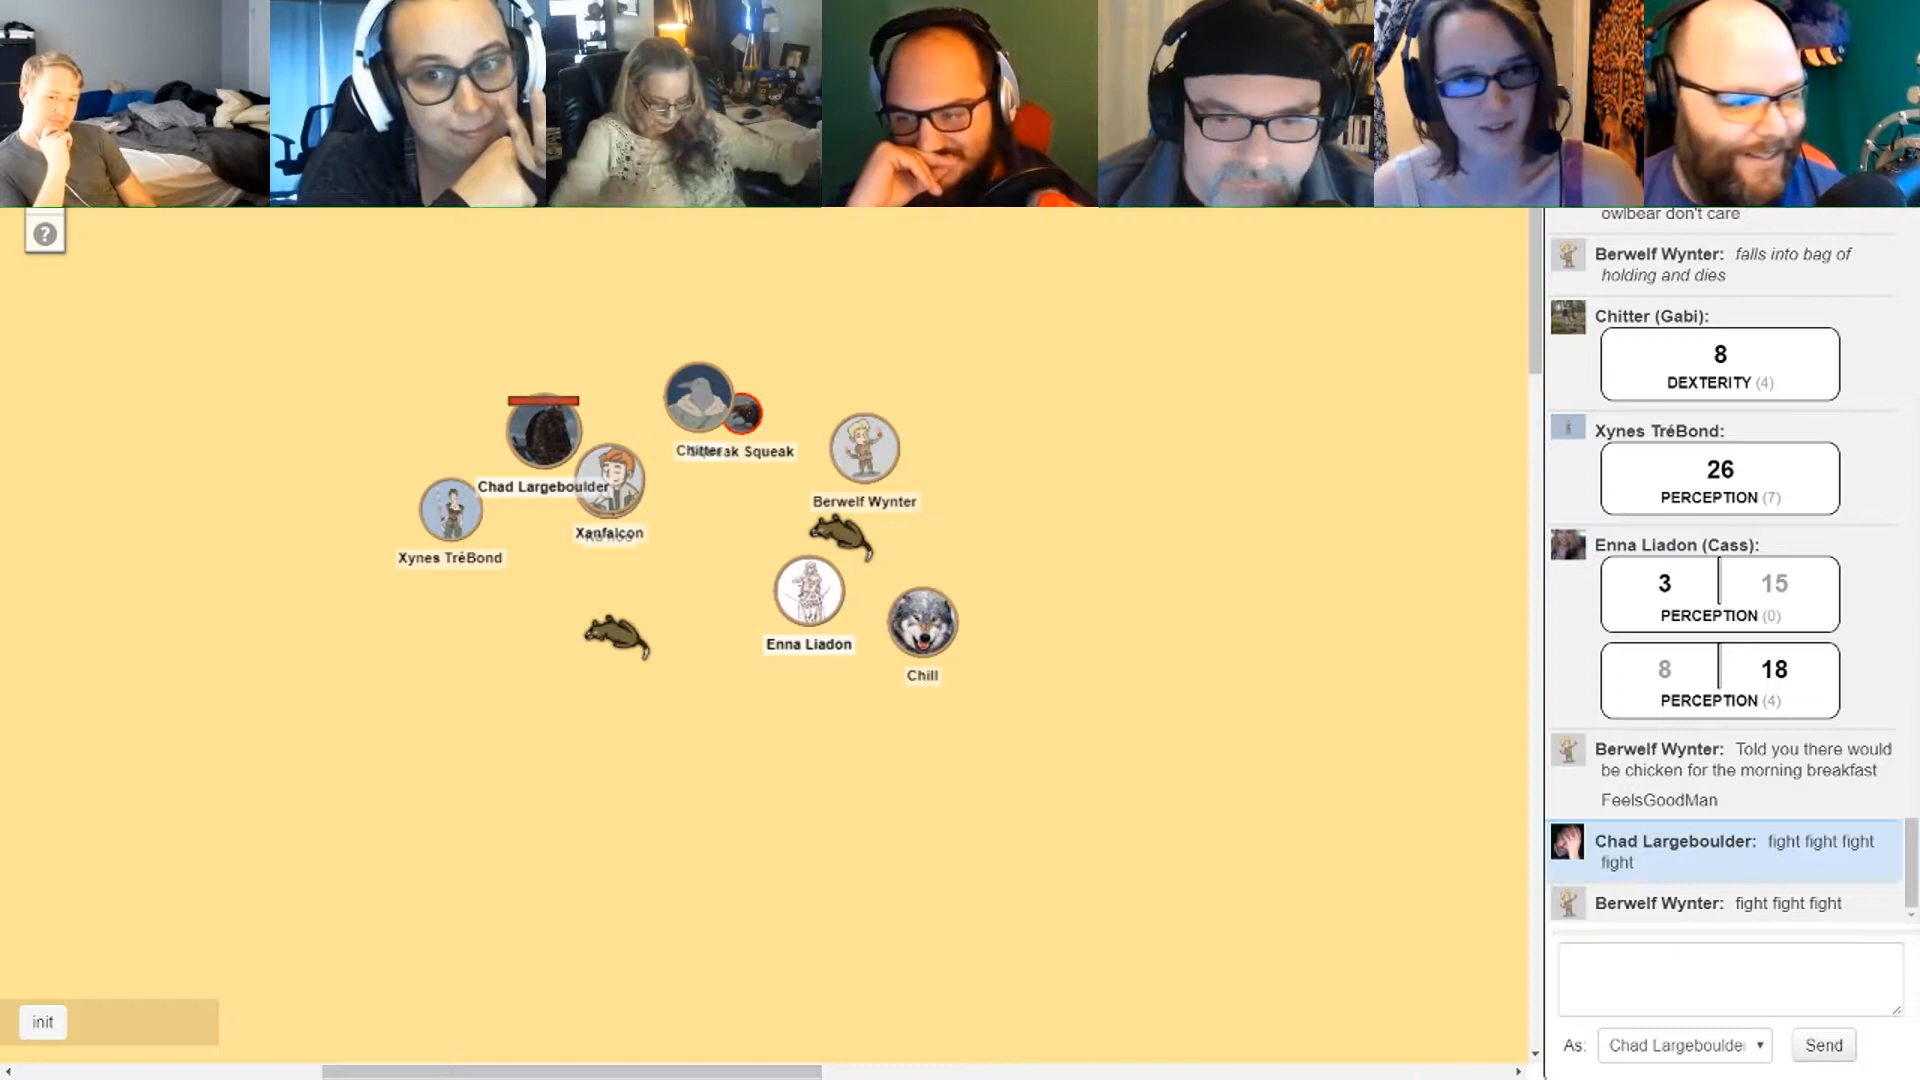 ?
Chad Largeboulder
Xanfalcon
Xynes TréBond
Chitter
ak Squeak
Berwelf Wynter
Enna Liadon
Chill
init
owlbear don't care
Berwelf Wynter: falls into bag of
holding and dies
Chitter (Gabi):
8
DEXTERITY (4)
Xynes TréBond:
26
PERCEPTION (7)
Enna Liadon (Cass):
3 15
PERCEPTION (0)
8 18
PERCEPTION (4)
Berwelf Wynter: Told you there would
be chicken for the morning breakfast
FeelsGoodMan
Chad Largeboulder: fight fight fight
fight
Berwelf Wynter: fight fight fight
As: Chad Largeboulde
Send